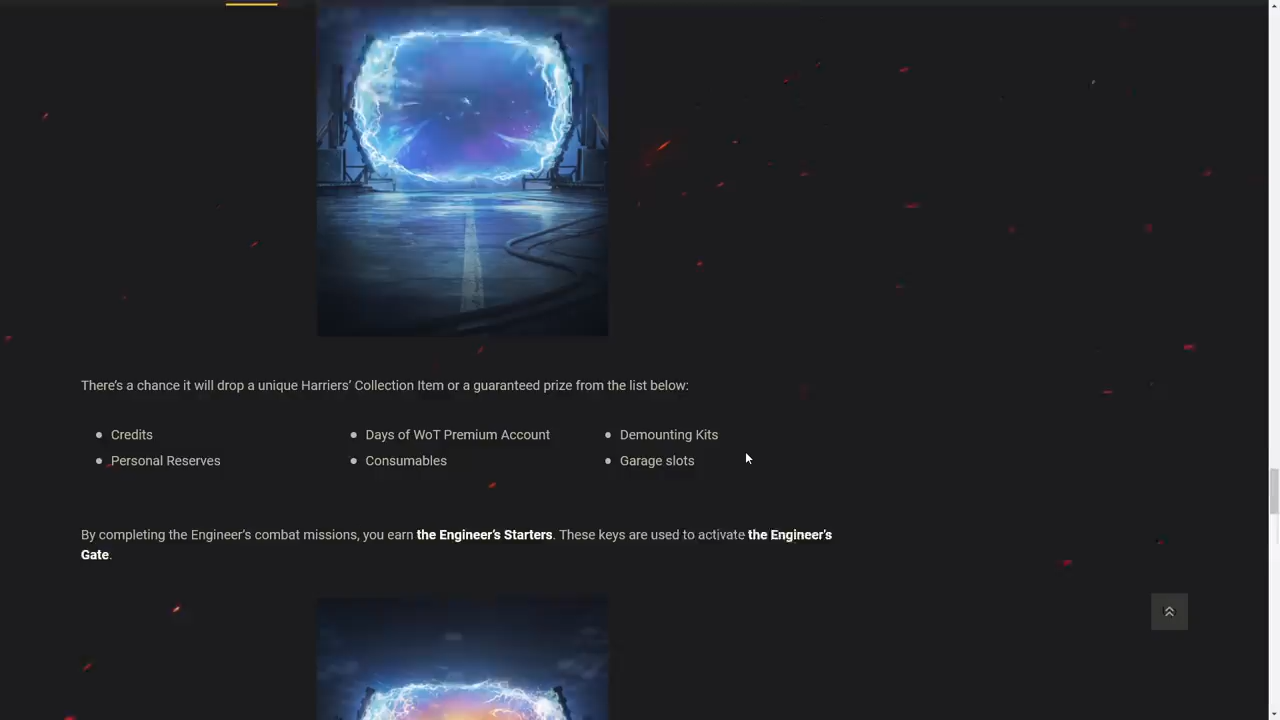 There’s a chance it will drop a unique Harriers’ Collection Item or a guaranteed prize from the list below:
Credits
Days of WoT Premium Account
Demounting Kits
Personal Reserves
Consumables
Garage slots
By completing the Engineer’s combat missions, you earn the Engineer’s Starters. These keys are used to activate the Engineer’s
Gate.